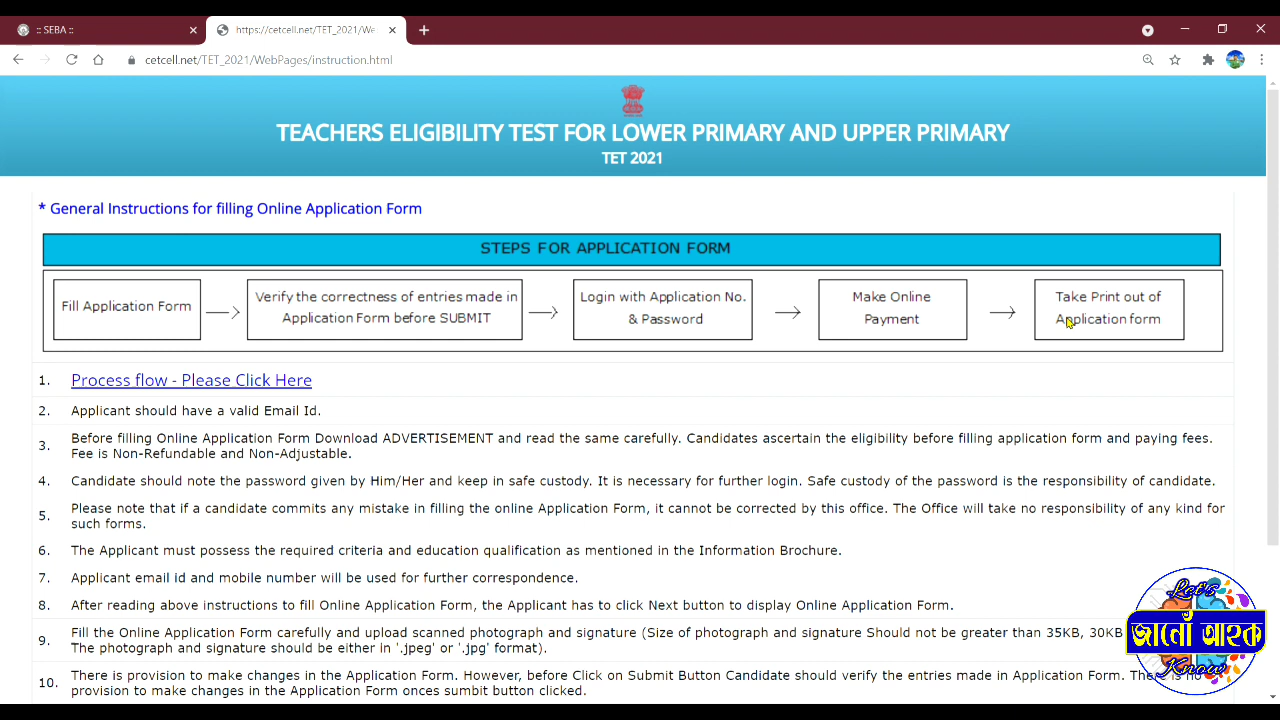 :: SEBA ::
https://cetcell.net/TET_2021/We
cetcell.net/TET_2021/WebPages/instruction.html
TEACHERS ELIGIBILITY TEST FOR LOWER PRIMARY AND UPPER PRIMARY
TET 2021
* General Instructions for filling Online Application Form
STEPS FOR APPLICATION FORM
Fill Application Form
Verify the correctness of entries made in
Application Form before SUBMIT
Login with Application No.
& Password
Make Online
Payment
Take Print out of
Application form
1. Process flow - Please Click Here
2. Applicant should have a valid Email Id.
3. Before filling Online Application Form Download ADVERTISEMENT and read the same carefully. Candidates ascertain the eligibility before filling application form and paying fees.
Fee is Non-Refundable and Non-Adjustable.
4. Candidate should note the password given by Him/Her and keep in safe custody. It is necessary for further login. Safe custody of the password is the responsibility of candidate.
5. Please note that if a candidate commits any mistake in filling the online Application Form, it cannot be corrected by this office. The Office will take no responsibility of any kind for
such forms.
6. The Applicant must possess the required criteria and education qualification as mentioned in the Information Brochure.
7. Applicant email id and mobile number will be used for further correspondence.
8. After reading above instructions to fill Online Application Form, the Applicant has to click Next button to display Online Application Form.
9. Fill the Online Application Form carefully and upload scanned photograph and signature (Size of photograph and signature Should not be greater than 35KB, 30KB
The photograph and signature should be either in '.jpeg' or '.jpg' format).
10. There is provision to make changes in the Application Form. However, before Click on Submit Button Candidate should verify the entries made in Application Form. There is no
provision to make changes in the Application Form onces sumbit button clicked.
Let's
জানোঁ আহক
Know